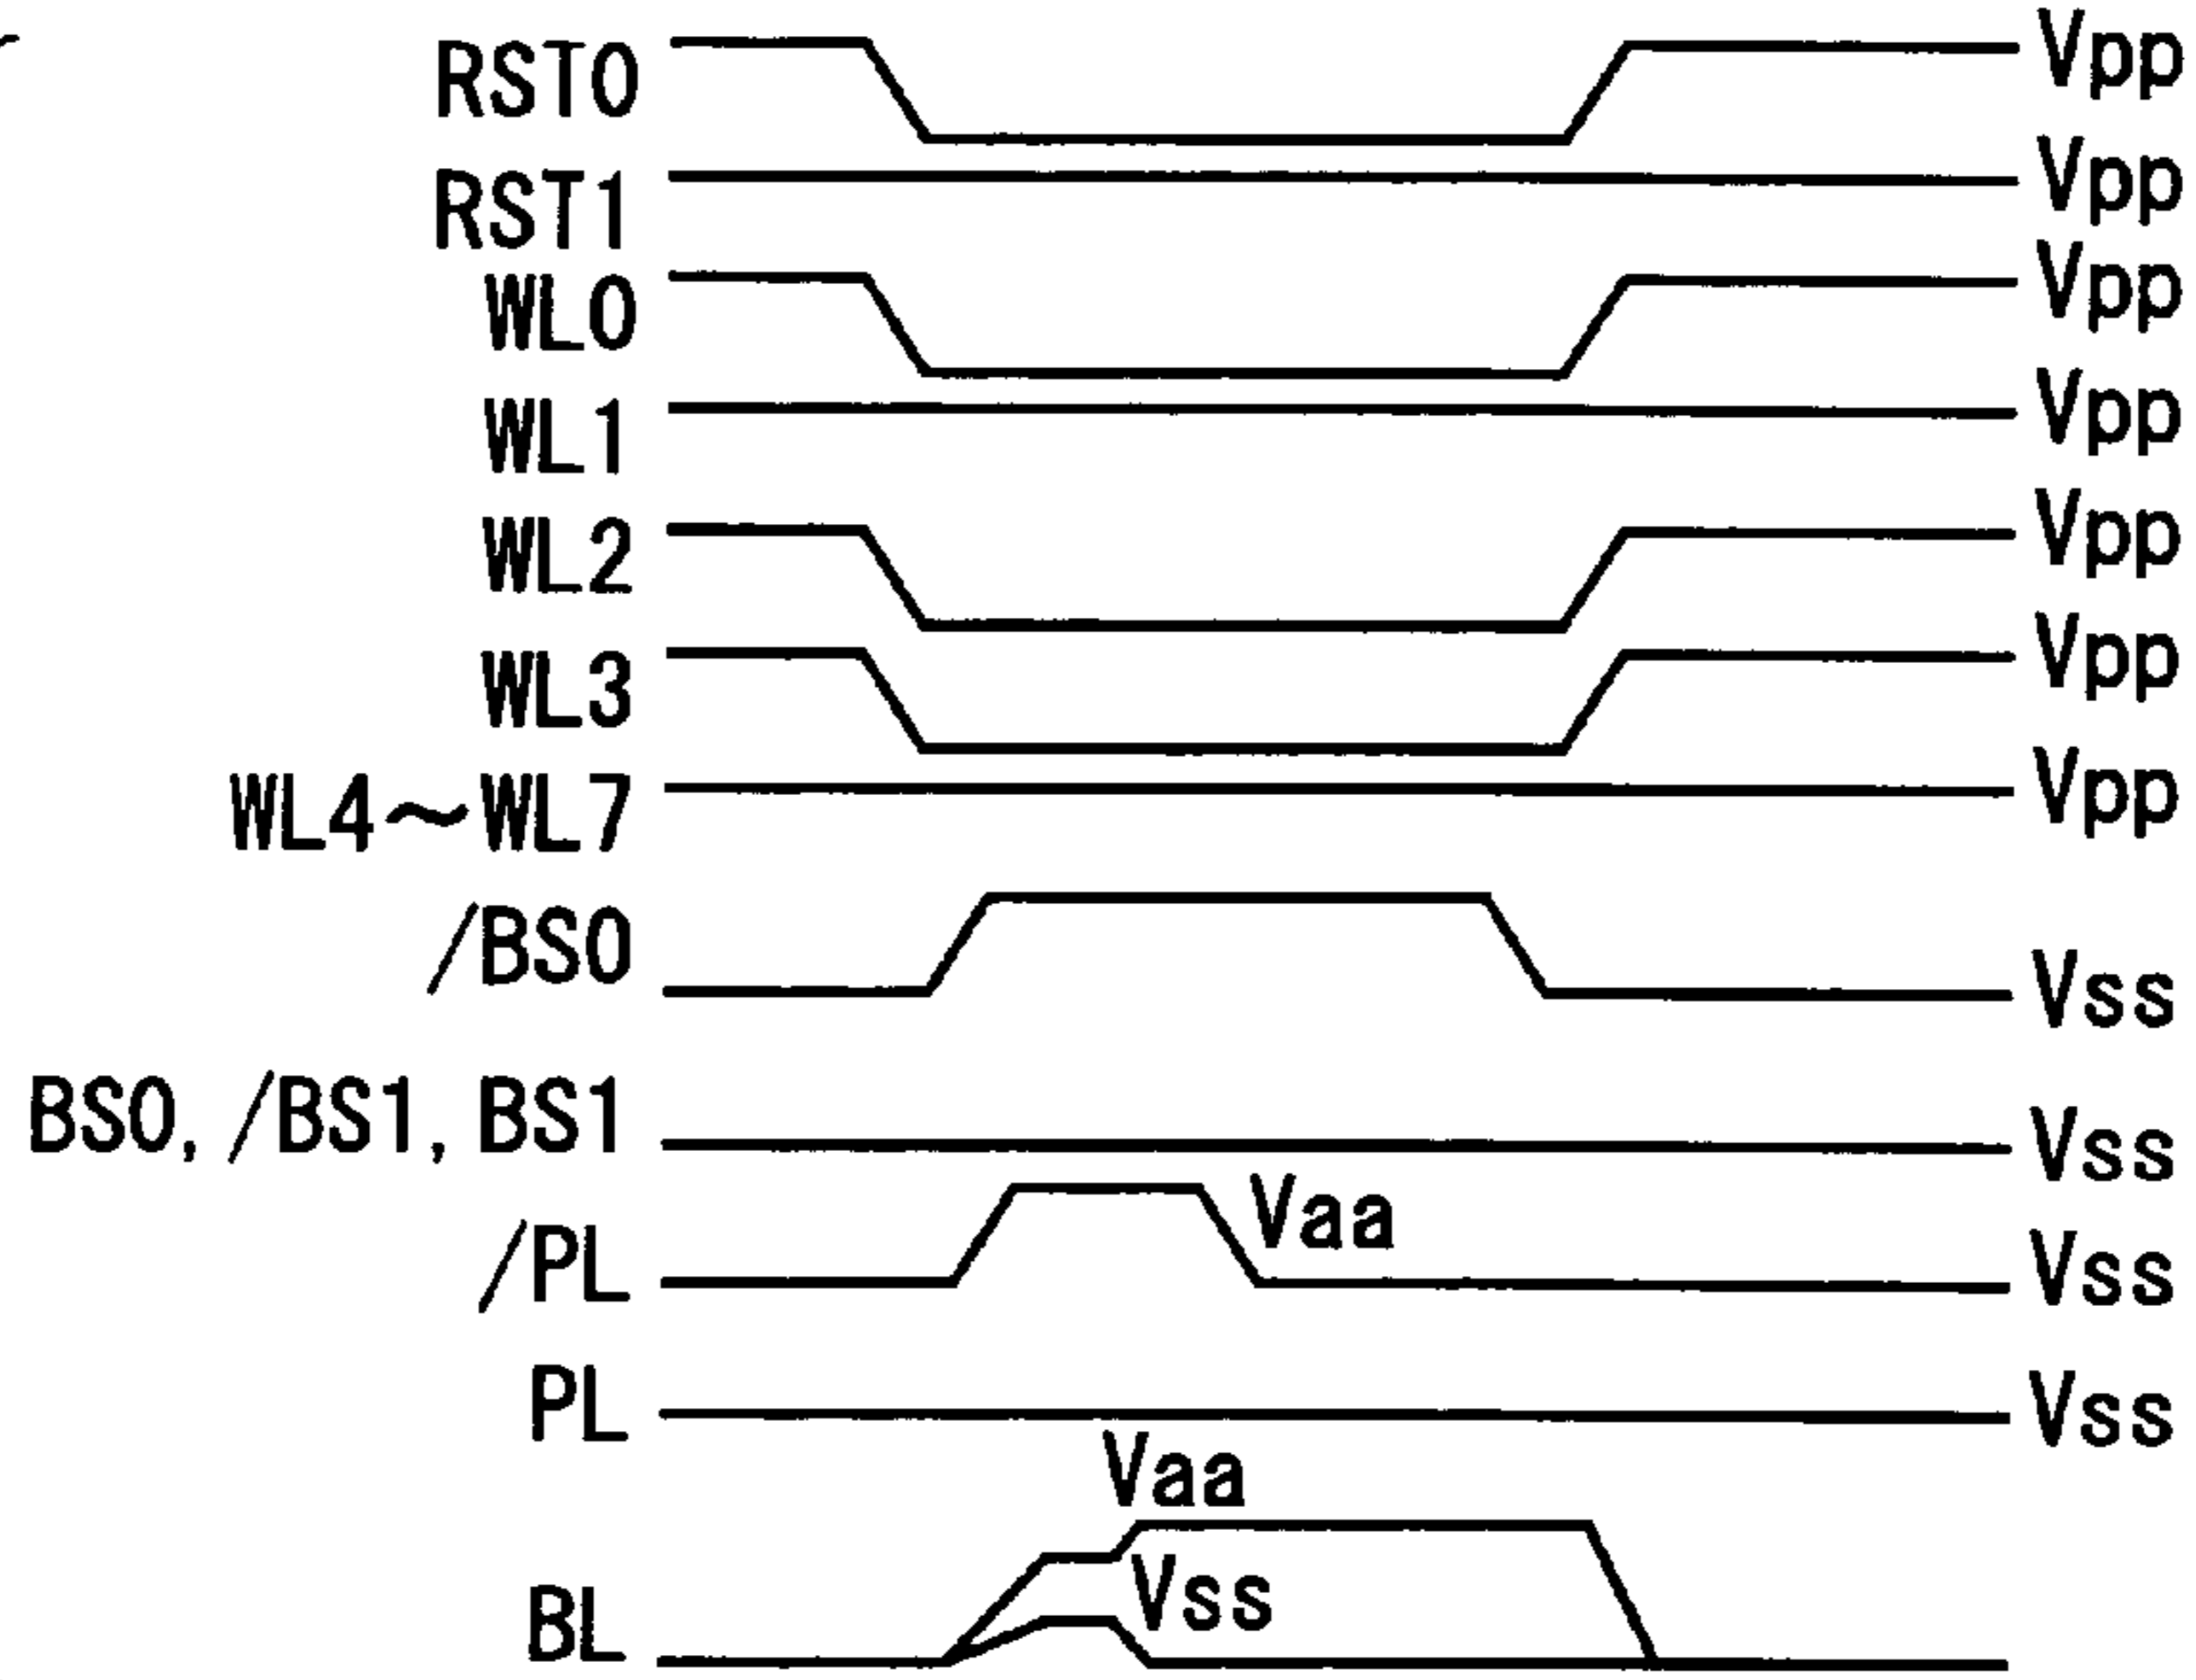 RST0 Vpp
RST1 Vpp
WL0 Vpp
WL1 Vpp
WL2 Vpp
WL3 Vpp
WL4～WL7 Vpp
/BS0 Vss
BS0, /BS1, BS1 Vss
/PL Vaa Vss
PL Vss
Vaa
BL Vss